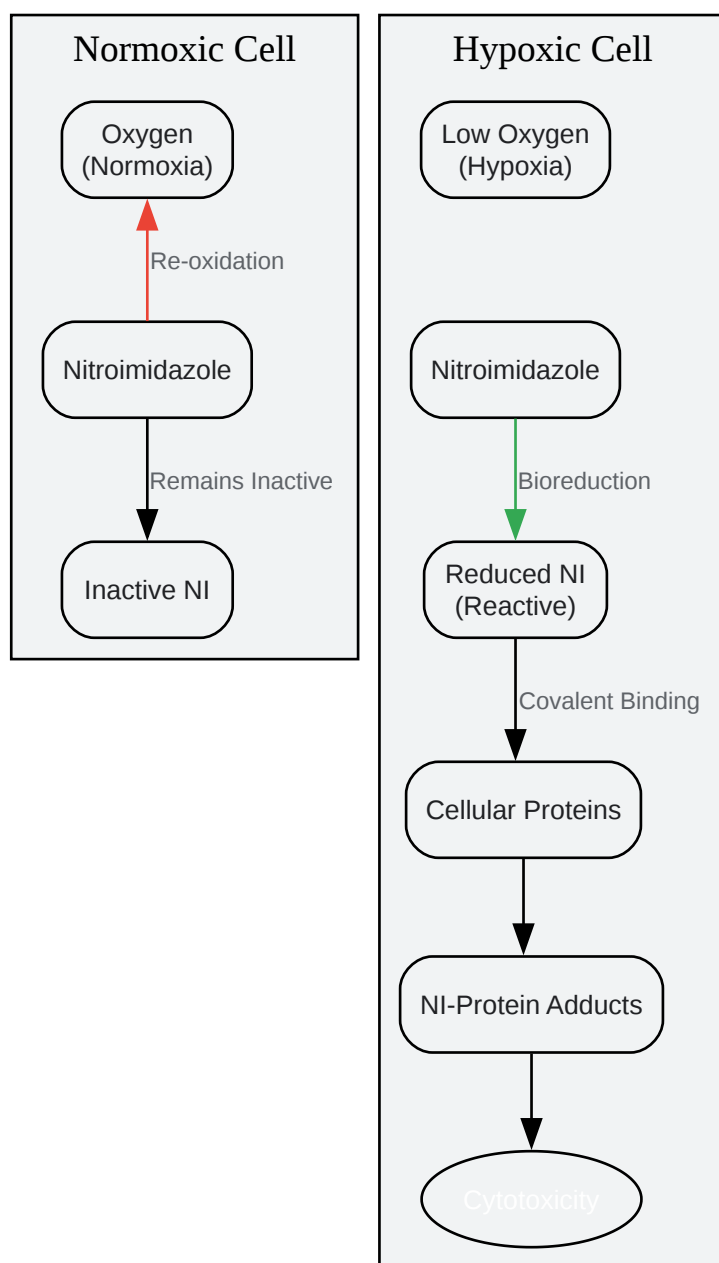 Normoxic Cell
Oxygen
(Normoxia)
Re-oxidation
Nitroimidazole
Remains Inactive
Inactive NI
Hypoxic Cell
Low Oxygen
(Hypoxia)
Nitroimidazole
Bioreduction
Reduced NI
(Reactive)
Covalent Binding
Cellular Proteins
NI-Protein Adducts
Cytotoxicity